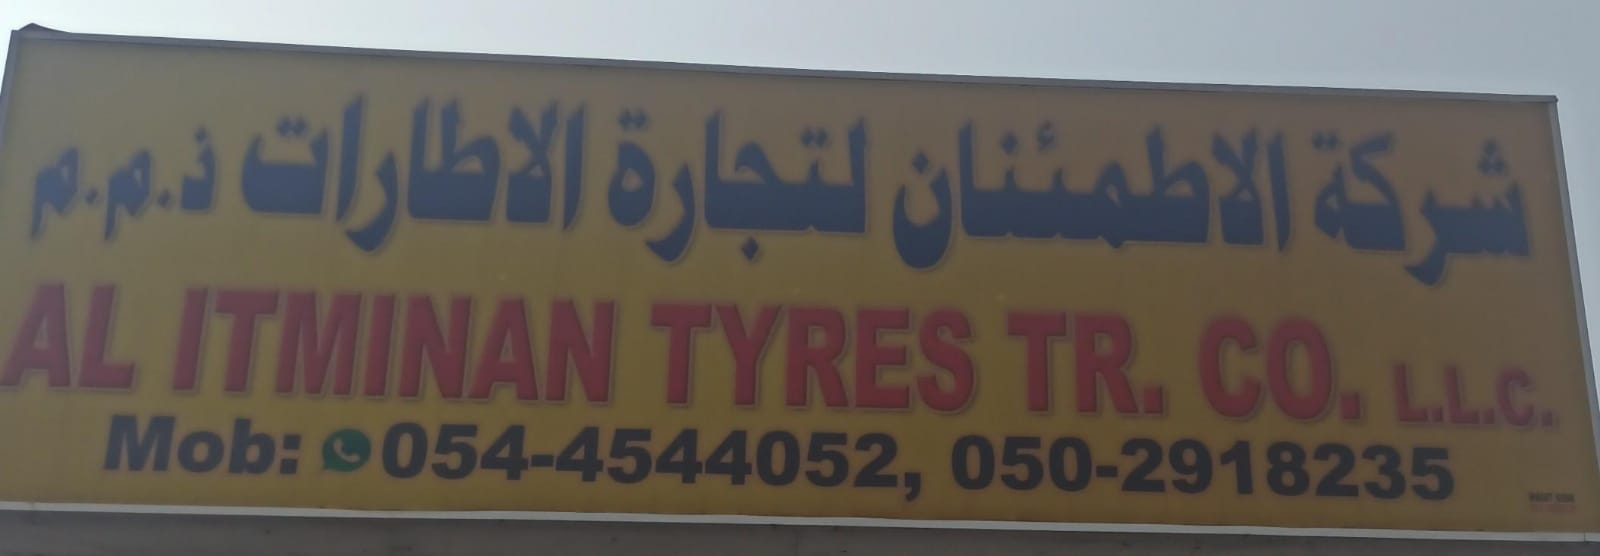 شركة الاطمئنان لتجارة الاطارات ذ.م.م
AL ITMINAN TYRES TR. CO. L.L.C.
Mob: 054-4544052, 050-2918235